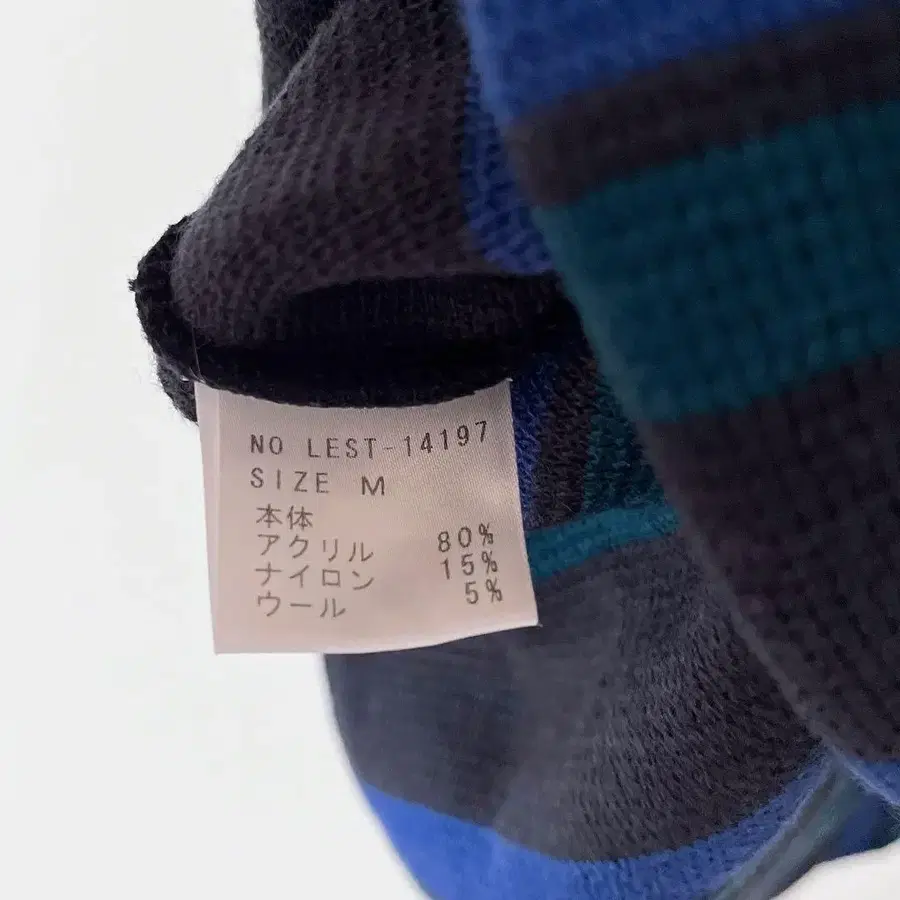 NO LEST-14197
SIZE M
本体
アクリル 80%
ナイロン 15%
ウール 5%